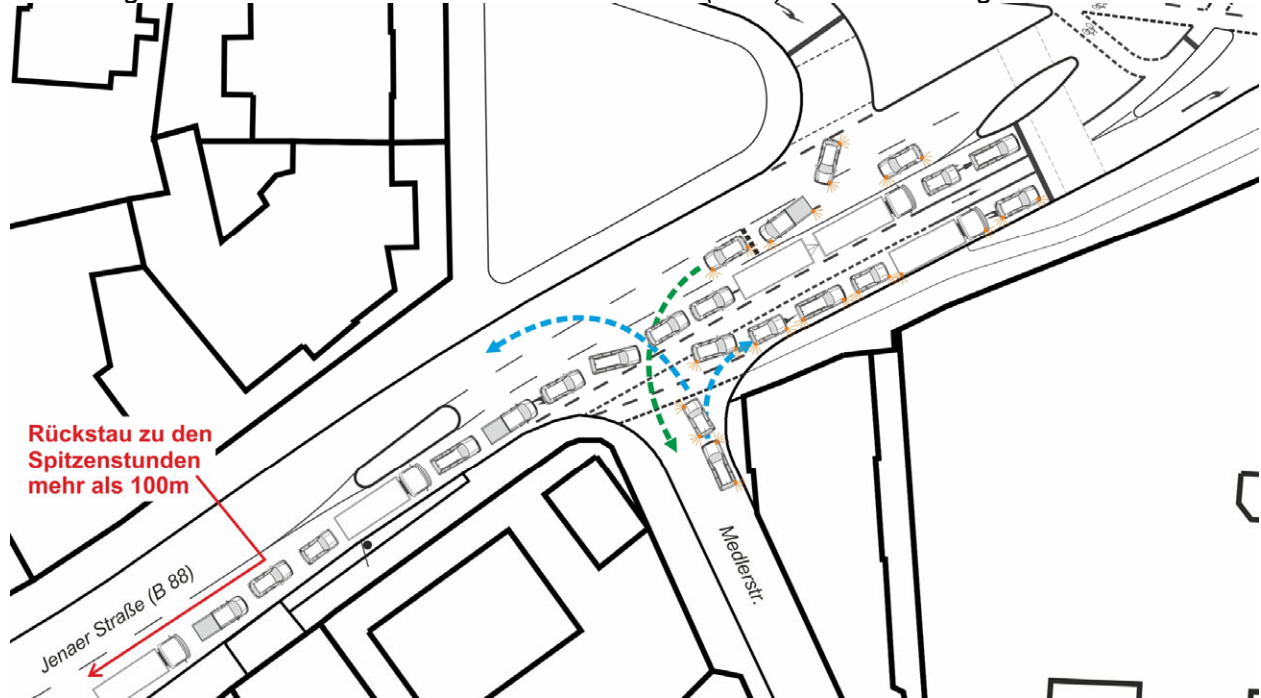 Rückstau zu den
Spitzenstunden
mehr als 100m
Jenaer Straße (B 88)
Medlerstr.